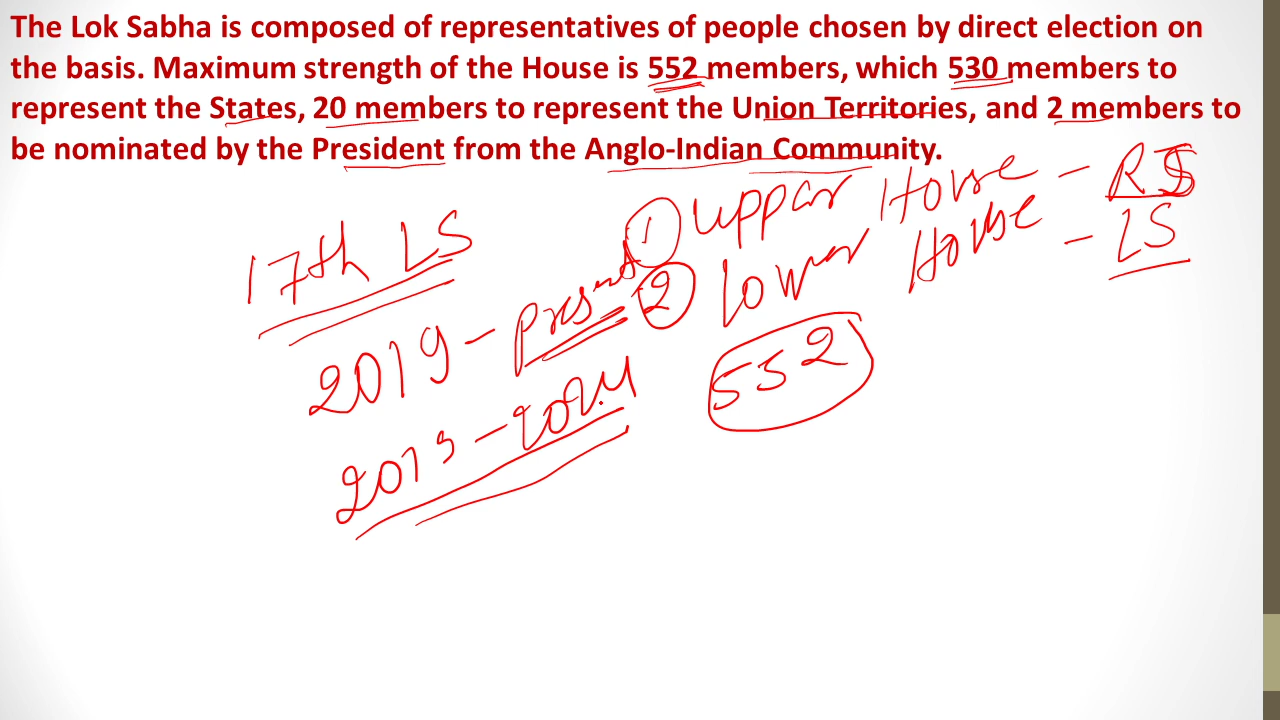 The Lok Sabha is composed of representatives of people chosen by direct election on
the basis. Maximum strength of the House is 552 members, which 530 members to
represent the States, 20 members to represent the Union Territories, and 2 members to
be nominated by the President from the Anglo-Indian Community.
17th LS
1 uppar House - RS
2 lower House - LS
2019 - present
552
2013 - 2024